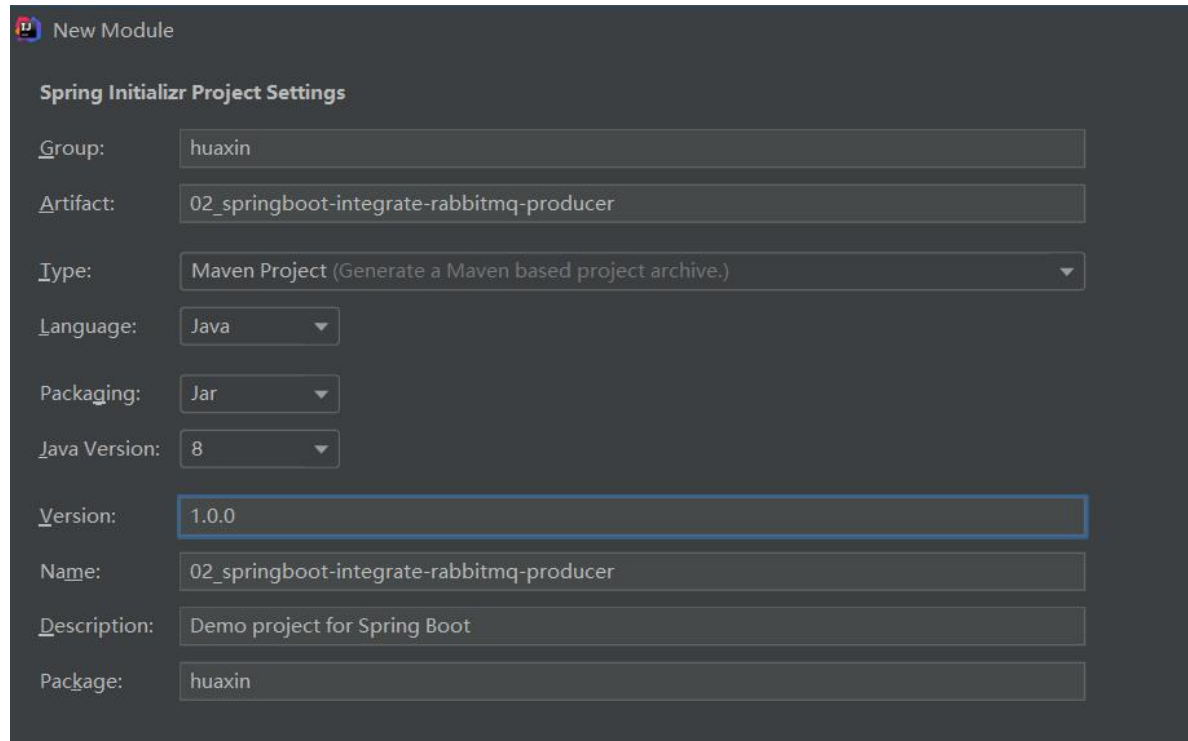 New Module
Spring Initializr Project Settings
Group: huaxin
Artifact: 02_springboot-integrate-rabbitmq-producer
Type: Maven Project (Generate a Maven based project archive.)
Language: Java
Packaging: Jar
Java Version: 8
Version: 1.0.0
Name: 02_springboot-integrate-rabbitmq-producer
Description: Demo project for Spring Boot
Package: huaxin